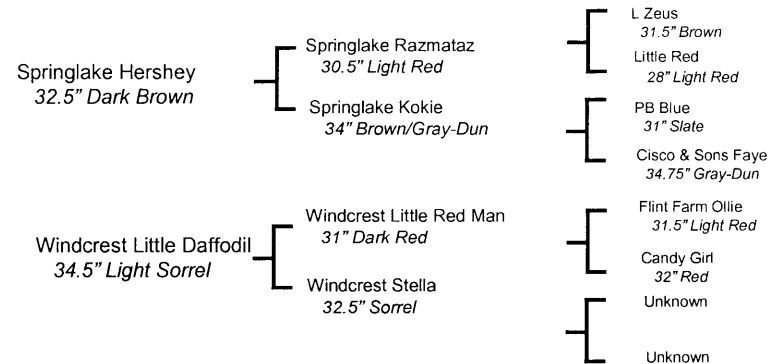 Springlake Hershey
32.5" Dark Brown
Springlake Razmataz
30.5" Light Red
L Zeus
31.5" Brown
Little Red
28" Light Red
Springlake Kokie
34" Brown/Gray-Dun
PB Blue
31" Slate
Cisco & Sons Faye
34.75" Gray-Dun
Windcrest Little Daffodil
34.5" Light Sorrel
Windcrest Little Red Man
31" Dark Red
Flint Farm Ollie
31.5" Light Red
Candy Girl
32" Red
Windcrest Stella
32.5" Sorrel
Unknown
Unknown